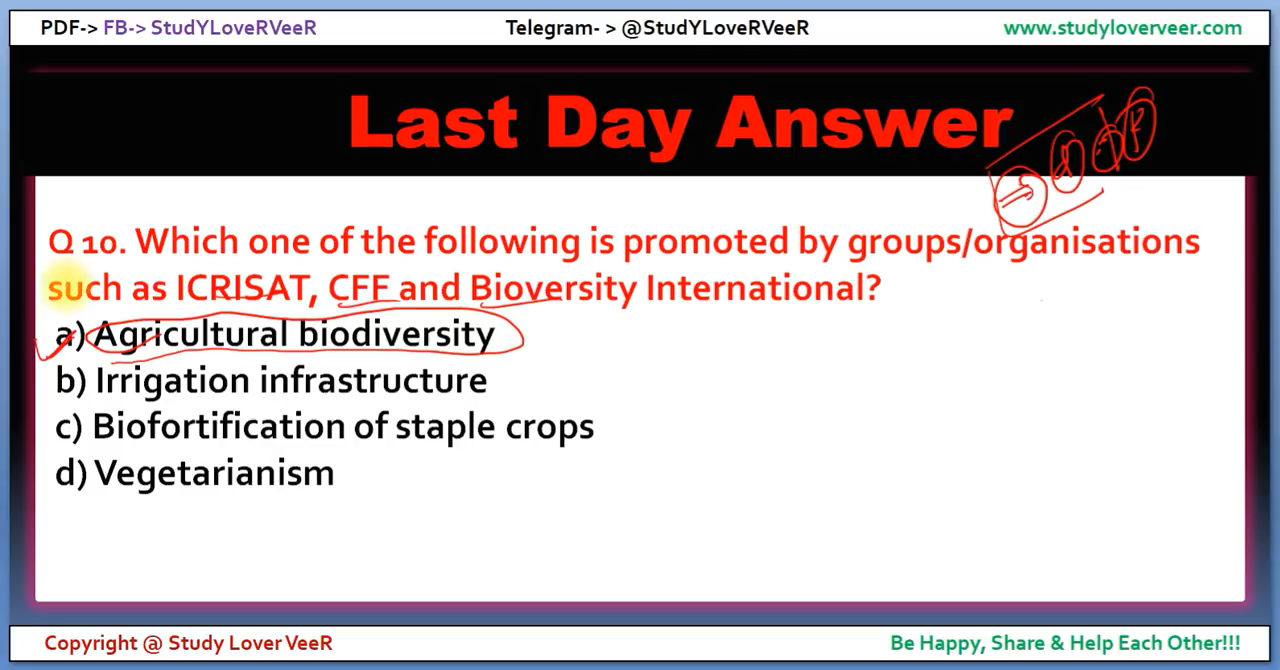 PDF-> FB-> StudYLoveRVeeR Telegram- > @StudYLoveRVeeR www.studyloverveer.com
Last Day Answer
Q 10. Which one of the following is promoted by groups/organisations
such as ICRISAT, CFF and Bioversity International?
a) Agricultural biodiversity
b) Irrigation infrastructure
c) Biofortification of staple crops
d) Vegetarianism
Copyright @ Study Lover VeeR Be Happy, Share & Help Each Other!!!